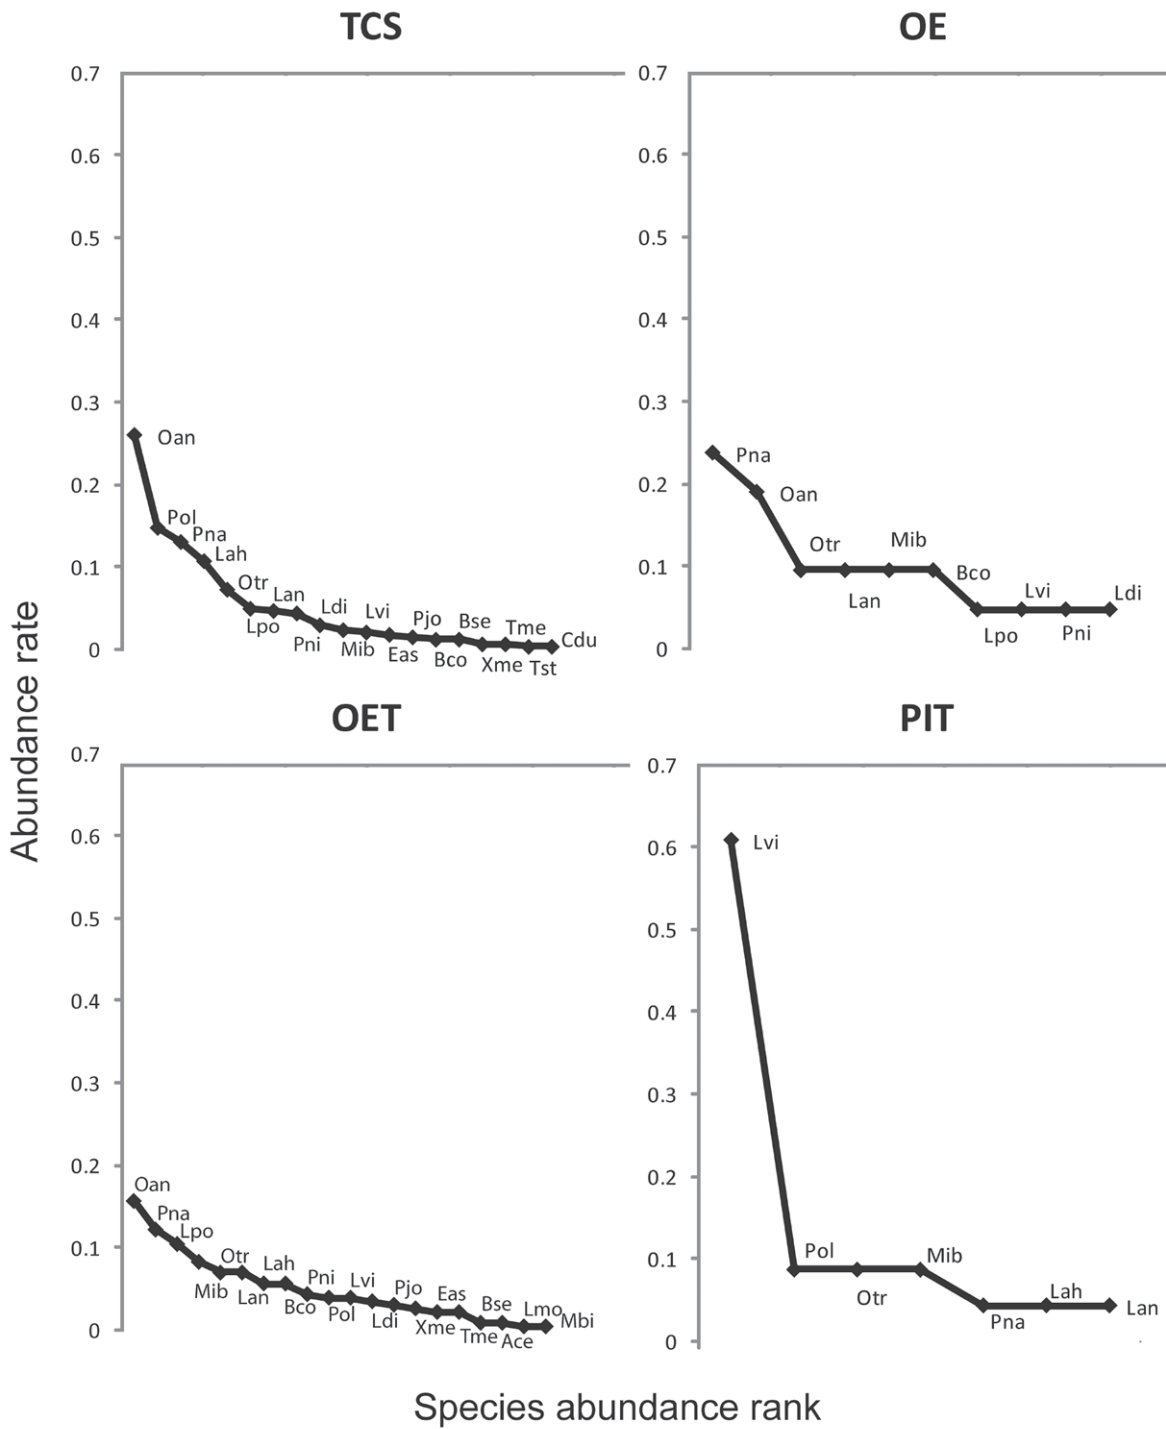 TCS
0.7
0.6
0.5
0.4
0.3
0.2
0.1
0
Oan
Pol
Pna
Lah
Otr
Lpo
Lan
Pni
Ldi
Mib
Lvi
Eas
Pjo
Bco
Bse
Xme
Tme
Tst
Cdu
OE
0.7
0.6
0.5
0.4
0.3
0.2
0.1
0
Pna
Oan
Otr
Lan
Mib
Bco
Lpo
Lvi
Pni
Ldi
Abundance rate
OET
0.7
0.6
0.5
0.4
0.3
0.2
0.1
0
Oan
Pna
Lpo
Mib
Otr
Lan
Lah
Bco
Pni
Pol
Lvi
Ldi
Pjo
Xme
Eas
Tme
Bse
Ace
Lmo
Mbi
PIT
0.7
0.6
0.5
0.4
0.3
0.2
0.1
0
Lvi
Pol
Otr
Mib
Pna
Lah
Lan
Species abundance rank